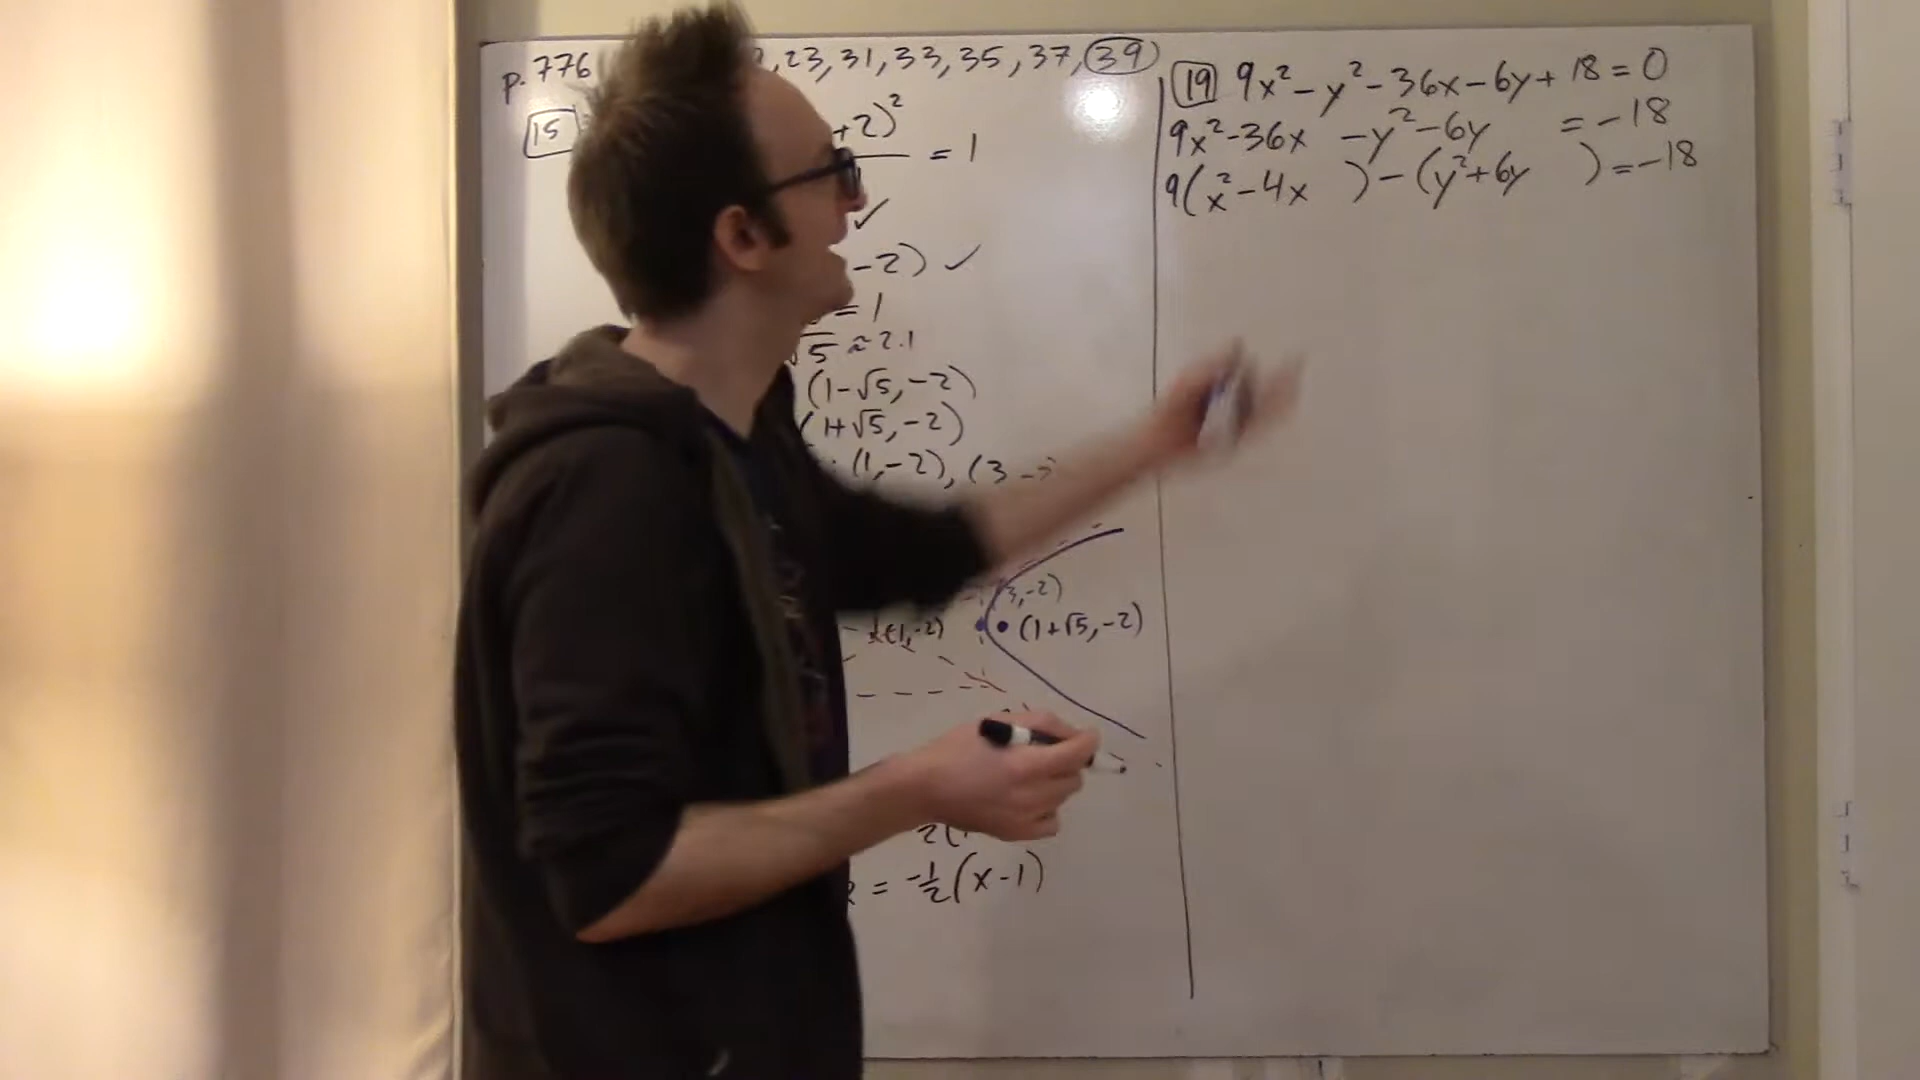 p. 776 , 23, 31, 33, 35, 37, 39
15 +2)² = 1
✓
-2) ✓
= 1
√5 ≈ 2.1
(1-√5, -2)
(1+√5, -2)
: (1, -2), (3
3, -2)
(1, -2) (1+√5, -2)
2(
= -1/2 (x-1)
19 9x² - y² - 36x - 6y + 18 = 0
9x² - 36x - y² - 6y = -18
9(x² - 4x ) - (y² + 6y ) = -18